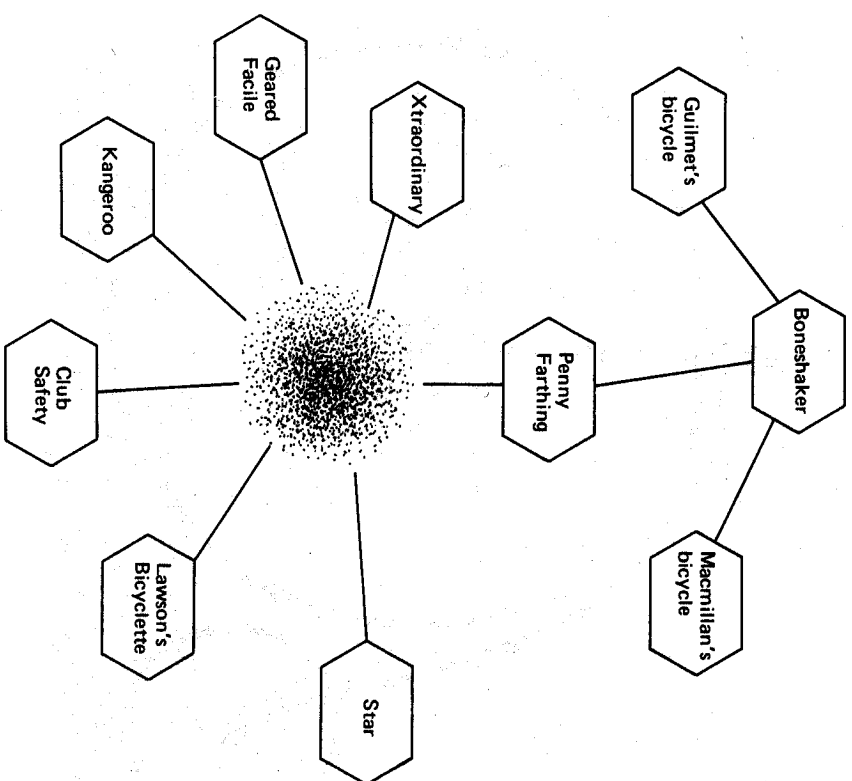 Guilmet's
bicycle
Boneshaker
Macmillan's
bicycle
Penny
Farthing
Xtraordinary
Geared
Facile
Kangeroo
Club
Safety
Lawson's
Bicyclette
Star